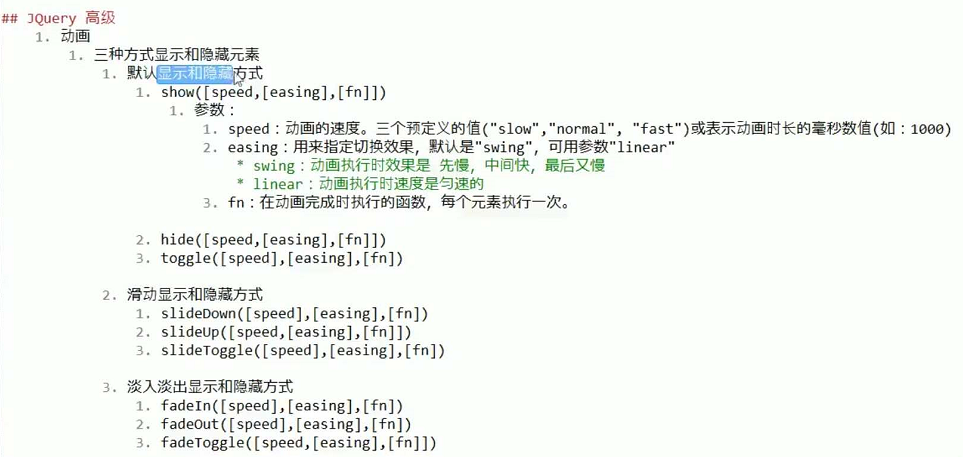 ## JQuery 高级
1. 动画
1. 三种方式显示和隐藏元素
1. 默认显示和隐藏方式
1. show([speed,[easing],[fn]])
1. 参数：
1. speed：动画的速度。三个预定义的值("slow","normal", "fast")或表示动画时长的毫秒数值(如：1000)
2. easing：用来指定切换效果，默认是"swing"，可用参数"linear"
* swing：动画执行时效果是 先慢，中间快，最后又慢
* linear：动画执行时速度是匀速的
3. fn：在动画完成时执行的函数，每个元素执行一次。
2. hide([speed,[easing],[fn]])
3. toggle([speed],[easing],[fn])
2. 滑动显示和隐藏方式
1. slideDown([speed],[easing],[fn])
2. slideUp([speed,[easing],[fn]])
3. slideToggle([speed],[easing],[fn])
3. 淡入淡出显示和隐藏方式
1. fadeIn([speed],[easing],[fn])
2. fadeOut([speed],[easing],[fn])
3. fadeToggle([speed,[easing],[fn]])